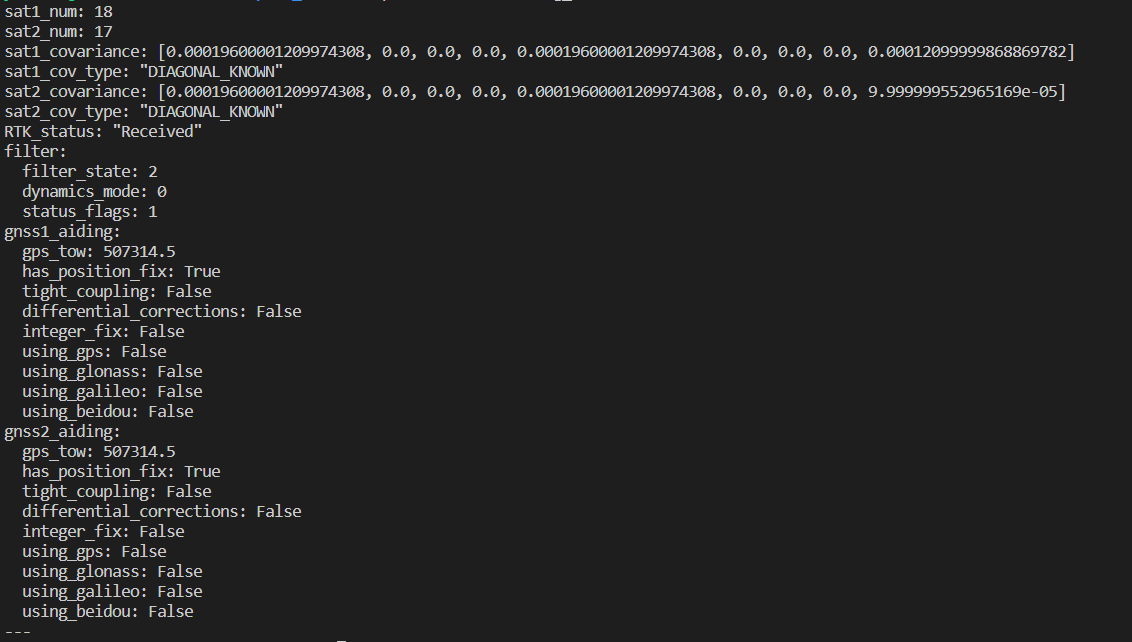 sat1_num: 18
sat2_num: 17
sat1_covariance: [0.00019600001209974308, 0.0, 0.0, 0.0, 0.00019600001209974308, 0.0, 0.0, 0.0, 0.00012099999868869782]
sat1_cov_type: "DIAGONAL_KNOWN"
sat2_covariance: [0.00019600001209974308, 0.0, 0.0, 0.0, 0.00019600001209974308, 0.0, 0.0, 0.0, 9.999999552965169e-05]
sat2_cov_type: "DIAGONAL_KNOWN"
RTK_status: "Received"
filter:
  filter_state: 2
  dynamics_mode: 0
  status_flags: 1
gnss1_aiding:
  gps_tow: 507314.5
  has_position_fix: True
  tight_coupling: False
  differential_corrections: False
  integer_fix: False
  using_gps: False
  using_glonass: False
  using_galileo: False
  using_beidou: False
gnss2_aiding:
  gps_tow: 507314.5
  has_position_fix: True
  tight_coupling: False
  differential_corrections: False
  integer_fix: False
  using_gps: False
  using_glonass: False
  using_galileo: False
  using_beidou: False
---